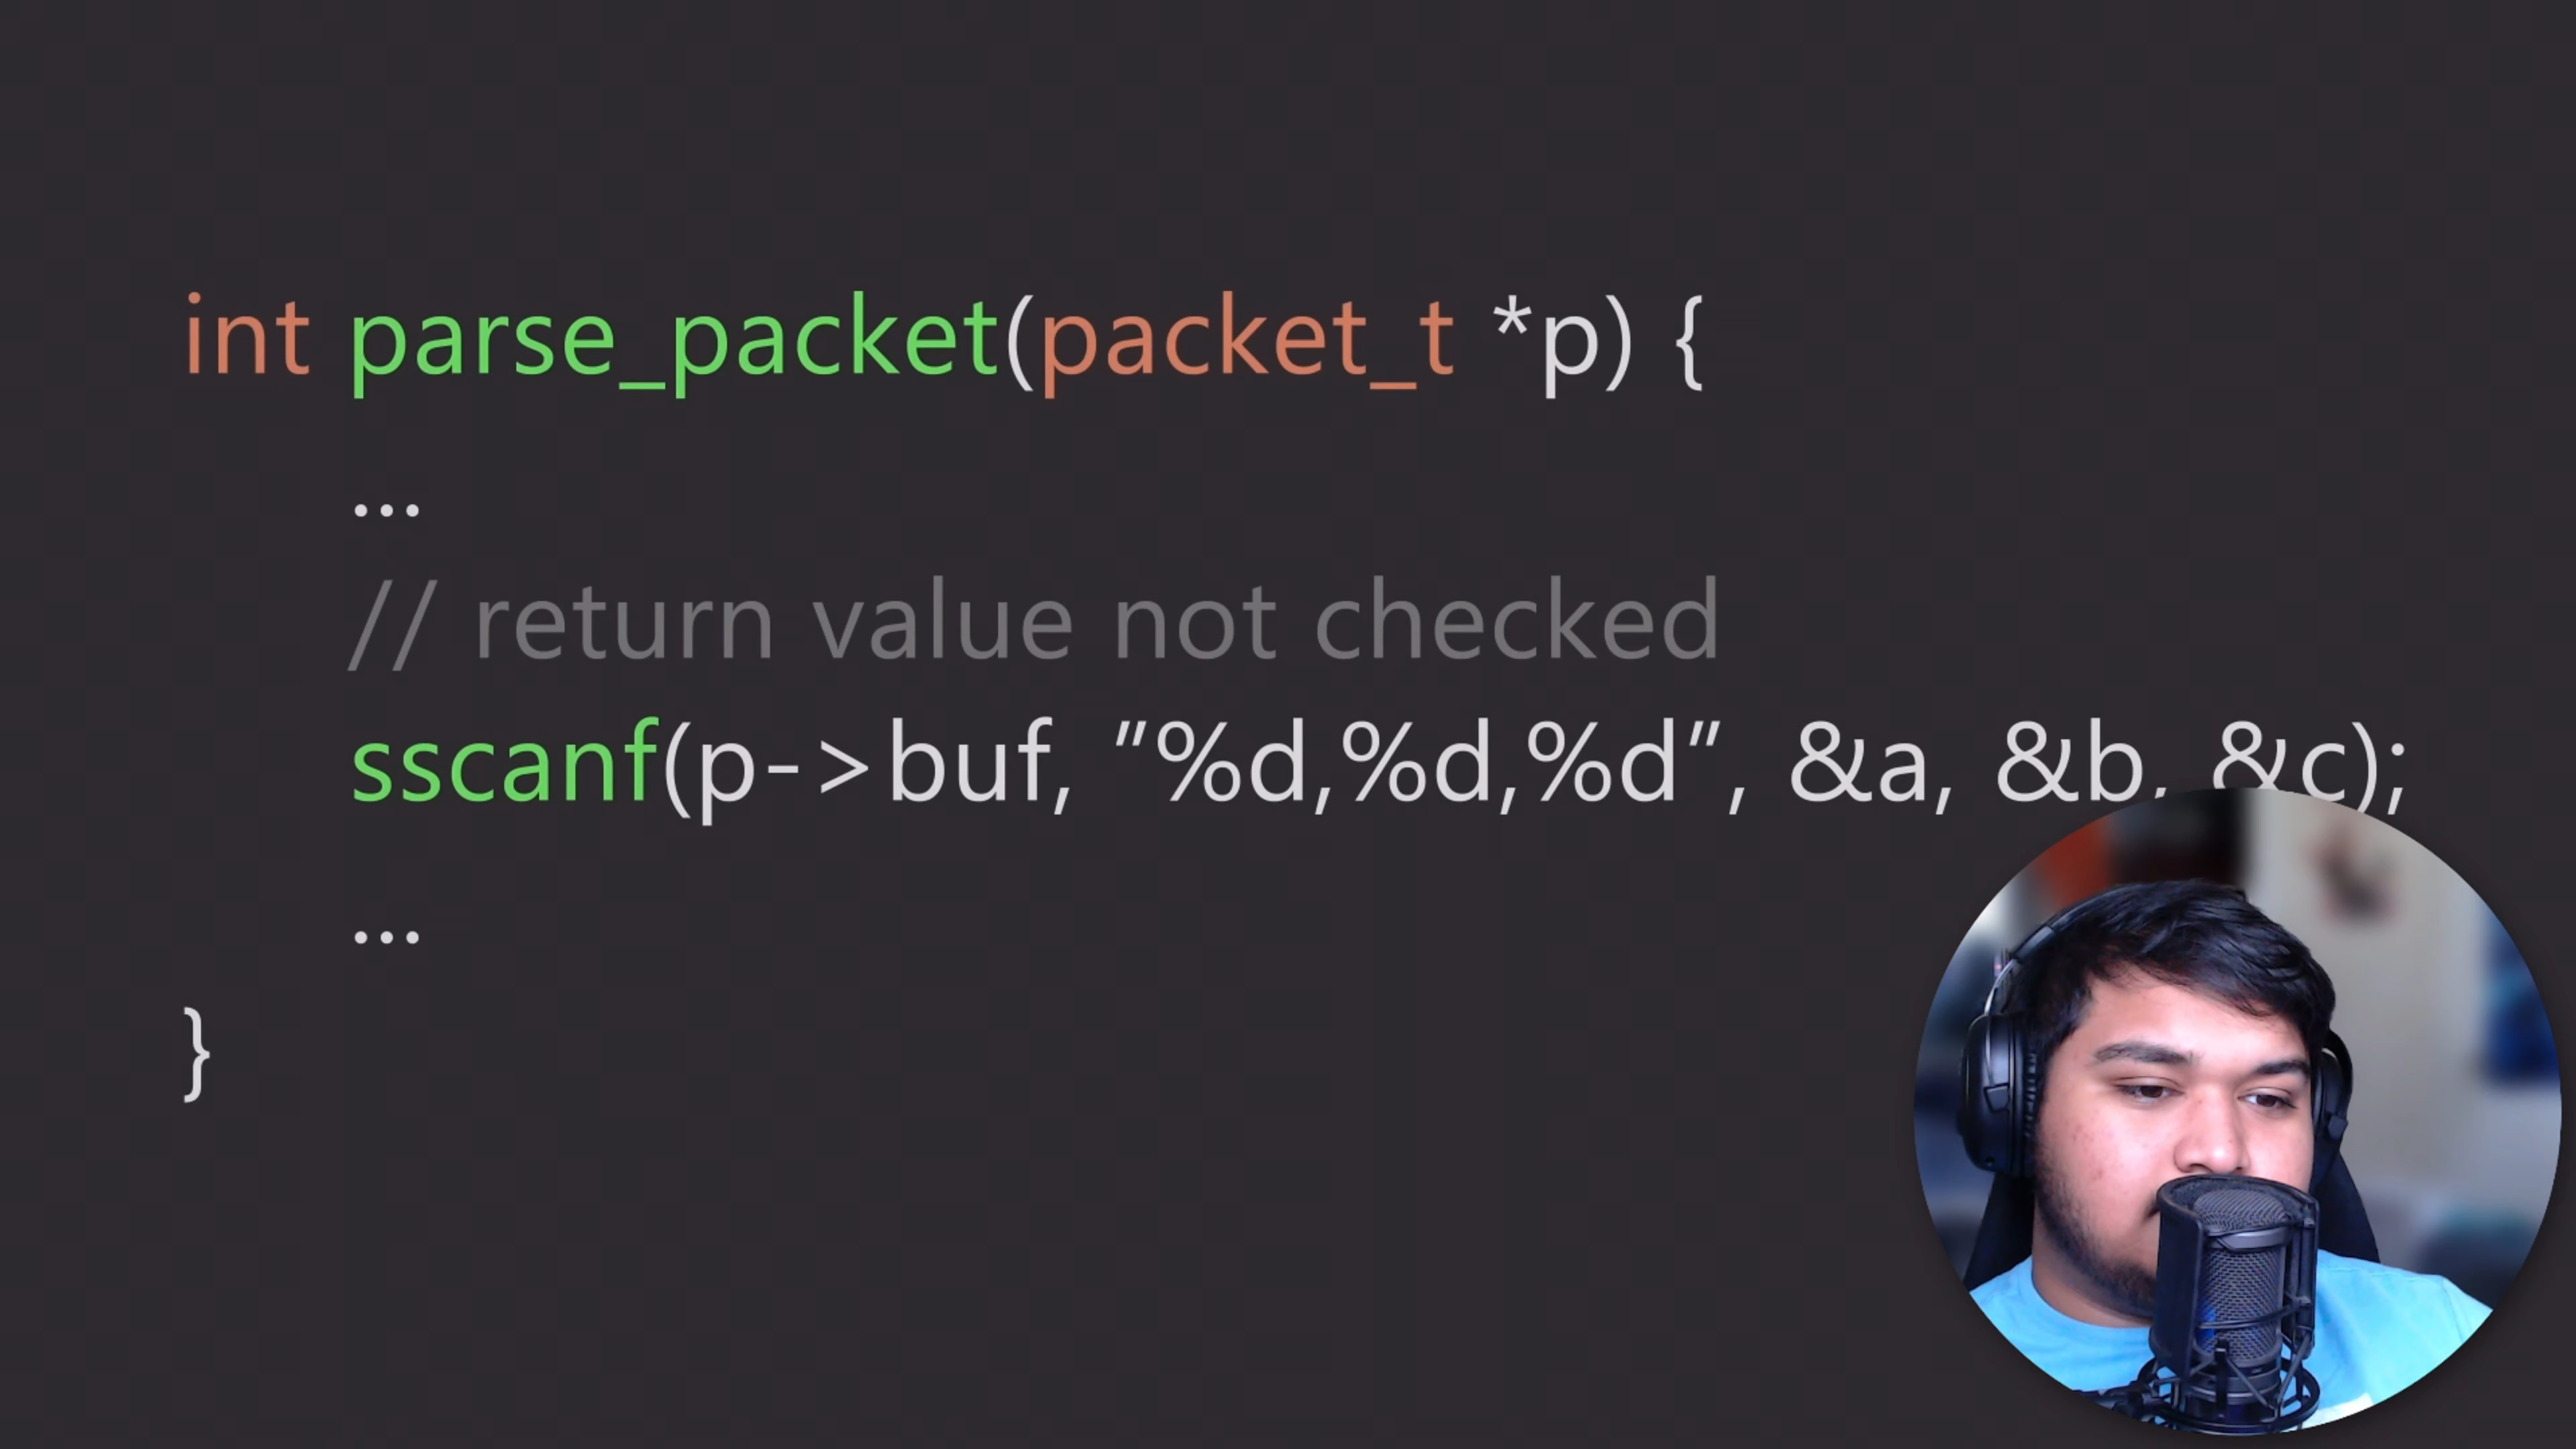 int parse_packet(packet_t *p) {
...
// return value not checked
sscanf(p->buf, "%d,%d,%d", &a, &b, &c);
...
}